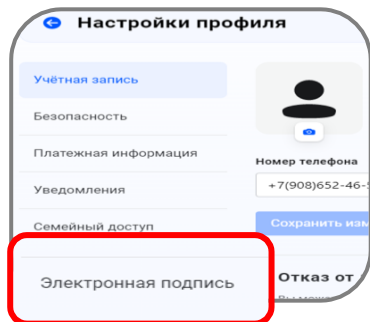 Настройки профиля
Учётная запись
Безопасность
Платежная информация
Номер телефона
Уведомления
+7(908)652-46-
Семейный доступ
Сохранить изм
Электронная подпись
Отказ от